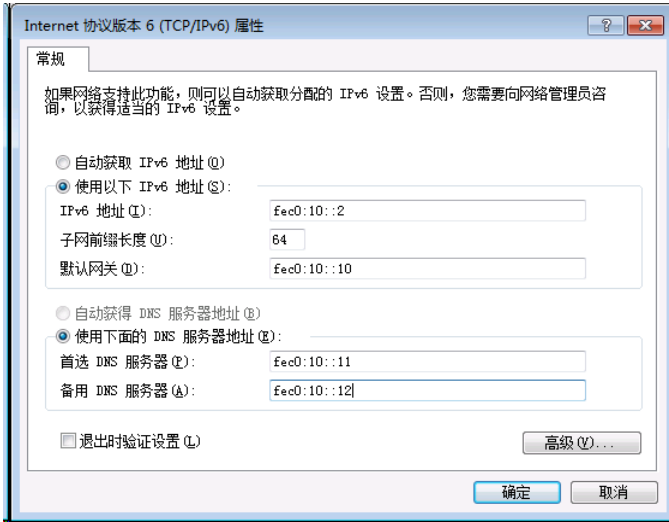 Internet 协议版本 6 (TCP/IPv6) 属性
常规
如果网络支持此功能，则可以自动获取分配的 IPv6 设置。否则，您需要向网络管理员咨
询，以获得适当的 IPv6 设置。
自动获取 IPv6 地址(O)
使用以下 IPv6 地址(S):
IPv6 地址(I):
fec0:10::2
子网前缀长度(U):
64
默认网关(D):
fec0:10::10
自动获得 DNS 服务器地址(B)
使用下面的 DNS 服务器地址(E):
首选 DNS 服务器(P):
fec0:10::11
备用 DNS 服务器(A):
fec0:10::12
退出时验证设置(L)
高级(V)...
确定
取消